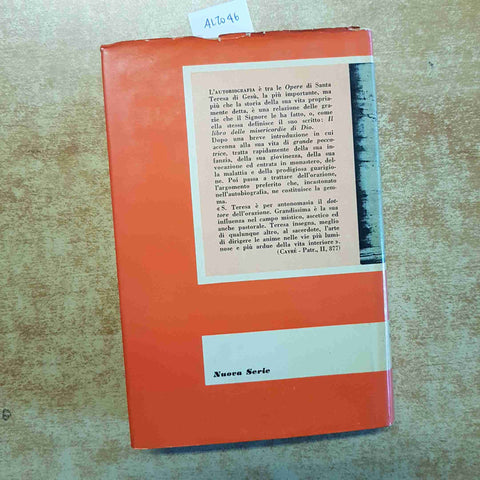 AL2046
L'AUTOBIOGRAFIA è tra le Opere di Santa
Teresa di Gesù, la più importante, ma
più che la storia della sua vita propria-
mente detta, è una relazione delle gra-
zie che il Signore le ha fatto, o, come
ella stessa definisce il suo scritto: Il
libro delle misericordie di Dio.
Dopo una breve introduzione in cui
accenna alla sua vita di grande pecca-
trice, tratta rapidamente della sua in-
fanzia, della sua giovinezza, della sua
vocazione ed entrata in monastero, del-
la malattia e della prodigiosa guarigio-
ne. Poi passa a trattare dell'orazione,
l'argomento preferito che, incastonato
nell'autobiografia, ne costituisce la gem-
ma.
« S. Teresa è per antonomasia il dot-
tore dell'orazione. Grandissima è la sua
influenza nel campo mistico, ascetico ed
anche pastorale. Teresa insegna, meglio
di qualunque altro, al sacerdote, l'arte
di dirigere le anime nelle vie più lumi-
nose e più ardue della vita interiore ».
(CAYRÉ - Patr., II, 877)
Nuova Serie